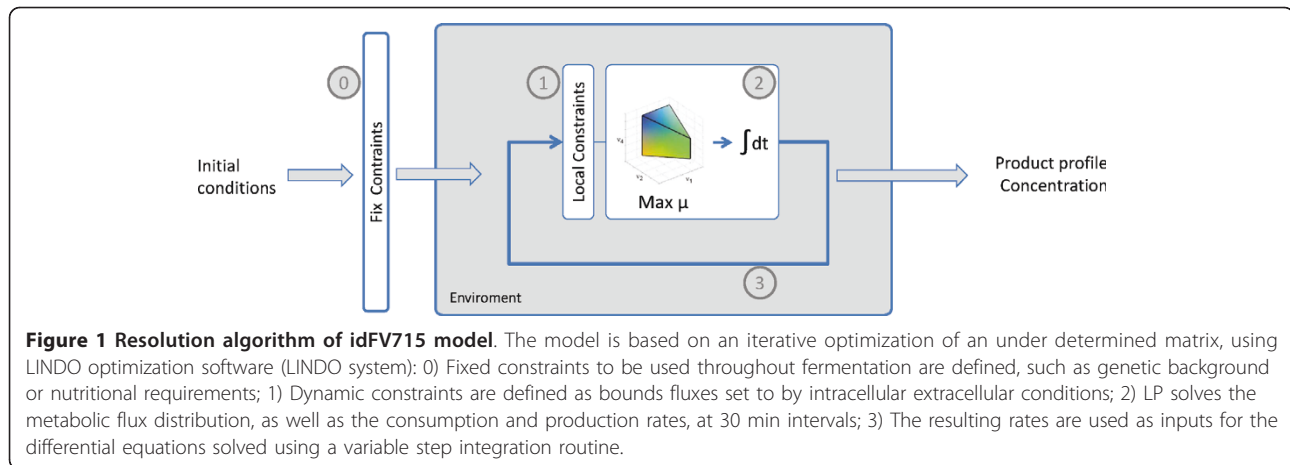 0
Fix Contraints
Initial
conditions
1
Local Constraints
2
v4
v2
v1
Max μ
∫dt
3
Enviroment
Product profile
Concentration
Figure 1 Resolution algorithm of idFV715 model. The model is based on an iterative optimization of an under determined matrix, using
LINDO optimization software (LINDO system): 0) Fixed constraints to be used throughout fermentation are defined, such as genetic background
or nutritional requirements; 1) Dynamic constraints are defined as bounds fluxes set to by intracellular extracellular conditions; 2) LP solves the
metabolic flux distribution, as well as the consumption and production rates, at 30 min intervals; 3) The resulting rates are used as inputs for the
differential equations solved using a variable step integration routine.